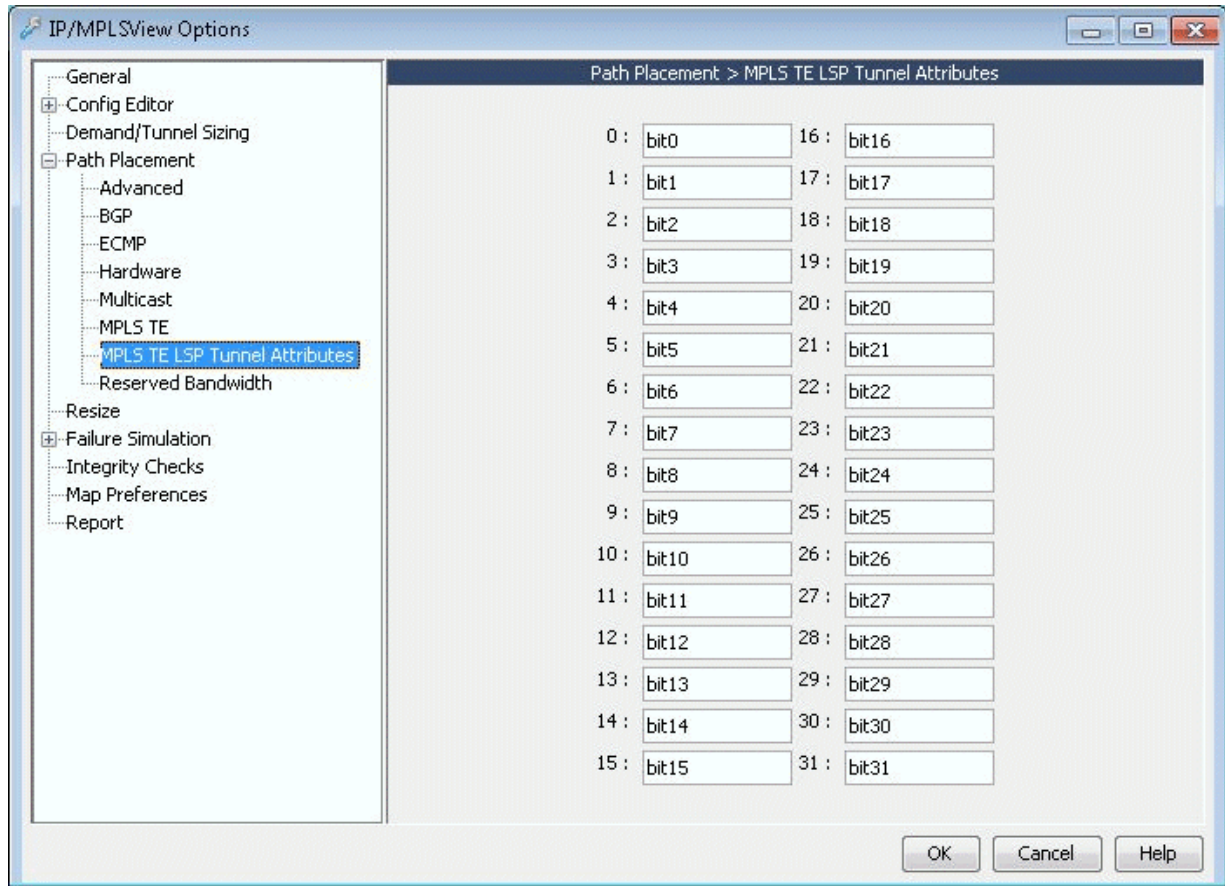 IP/MPLSView Options
General
Config Editor
Demand/Tunnel Sizing
Path Placement
Advanced
BGP
ECMP
Hardware
Multicast
MPLS TE
MPLS TE LSP Tunnel Attributes
Reserved Bandwidth
Resize
Failure Simulation
Integrity Checks
Map Preferences
Report
Path Placement > MPLS TE LSP Tunnel Attributes
0 : bit0 16 : bit16
1 : bit1 17 : bit17
2 : bit2 18 : bit18
3 : bit3 19 : bit19
4 : bit4 20 : bit20
5 : bit5 21 : bit21
6 : bit6 22 : bit22
7 : bit7 23 : bit23
8 : bit8 24 : bit24
9 : bit9 25 : bit25
10 : bit10 26 : bit26
11 : bit11 27 : bit27
12 : bit12 28 : bit28
13 : bit13 29 : bit29
14 : bit14 30 : bit30
15 : bit15 31 : bit31
OK Cancel Help